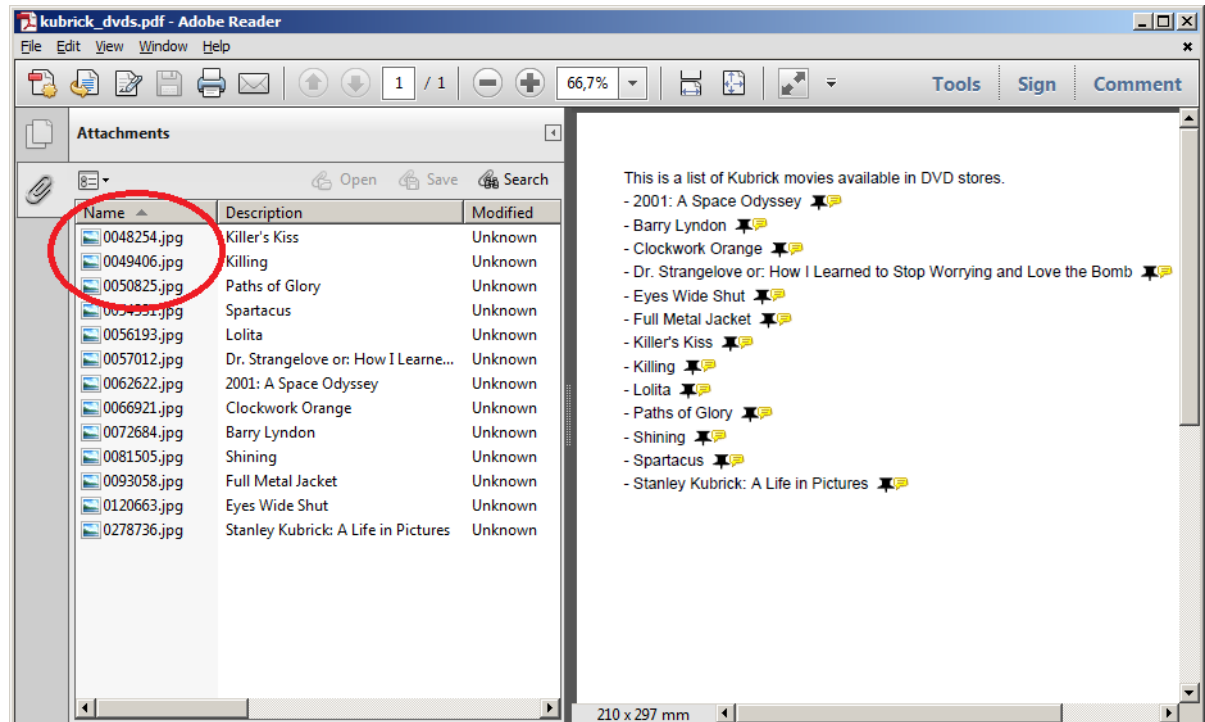 kubrick_dvds.pdf - Adobe Reader
File Edit View Window Help
1 / 1 66,7% Tools Sign Comment
Attachments
Open Save Search
Name Description Modified
0048254.jpg Killer's Kiss Unknown
0049406.jpg Killing Unknown
0050825.jpg Paths of Glory Unknown
Spartacus Unknown
0056193.jpg Lolita Unknown
0057012.jpg Dr. Strangelove or: How I Learne... Unknown
0062622.jpg 2001: A Space Odyssey Unknown
0066921.jpg Clockwork Orange Unknown
0072684.jpg Barry Lyndon Unknown
0081505.jpg Shining Unknown
0093058.jpg Full Metal Jacket Unknown
0120663.jpg Eyes Wide Shut Unknown
0278736.jpg Stanley Kubrick: A Life in Pictures Unknown
This is a list of Kubrick movies available in DVD stores.
- 2001: A Space Odyssey
- Barry Lyndon
- Clockwork Orange
- Dr. Strangelove or: How I Learned to Stop Worrying and Love the Bomb
- Eyes Wide Shut
- Full Metal Jacket
- Killer's Kiss
- Killing
- Lolita
- Paths of Glory
- Shining
- Spartacus
- Stanley Kubrick: A Life in Pictures
210 x 297 mm